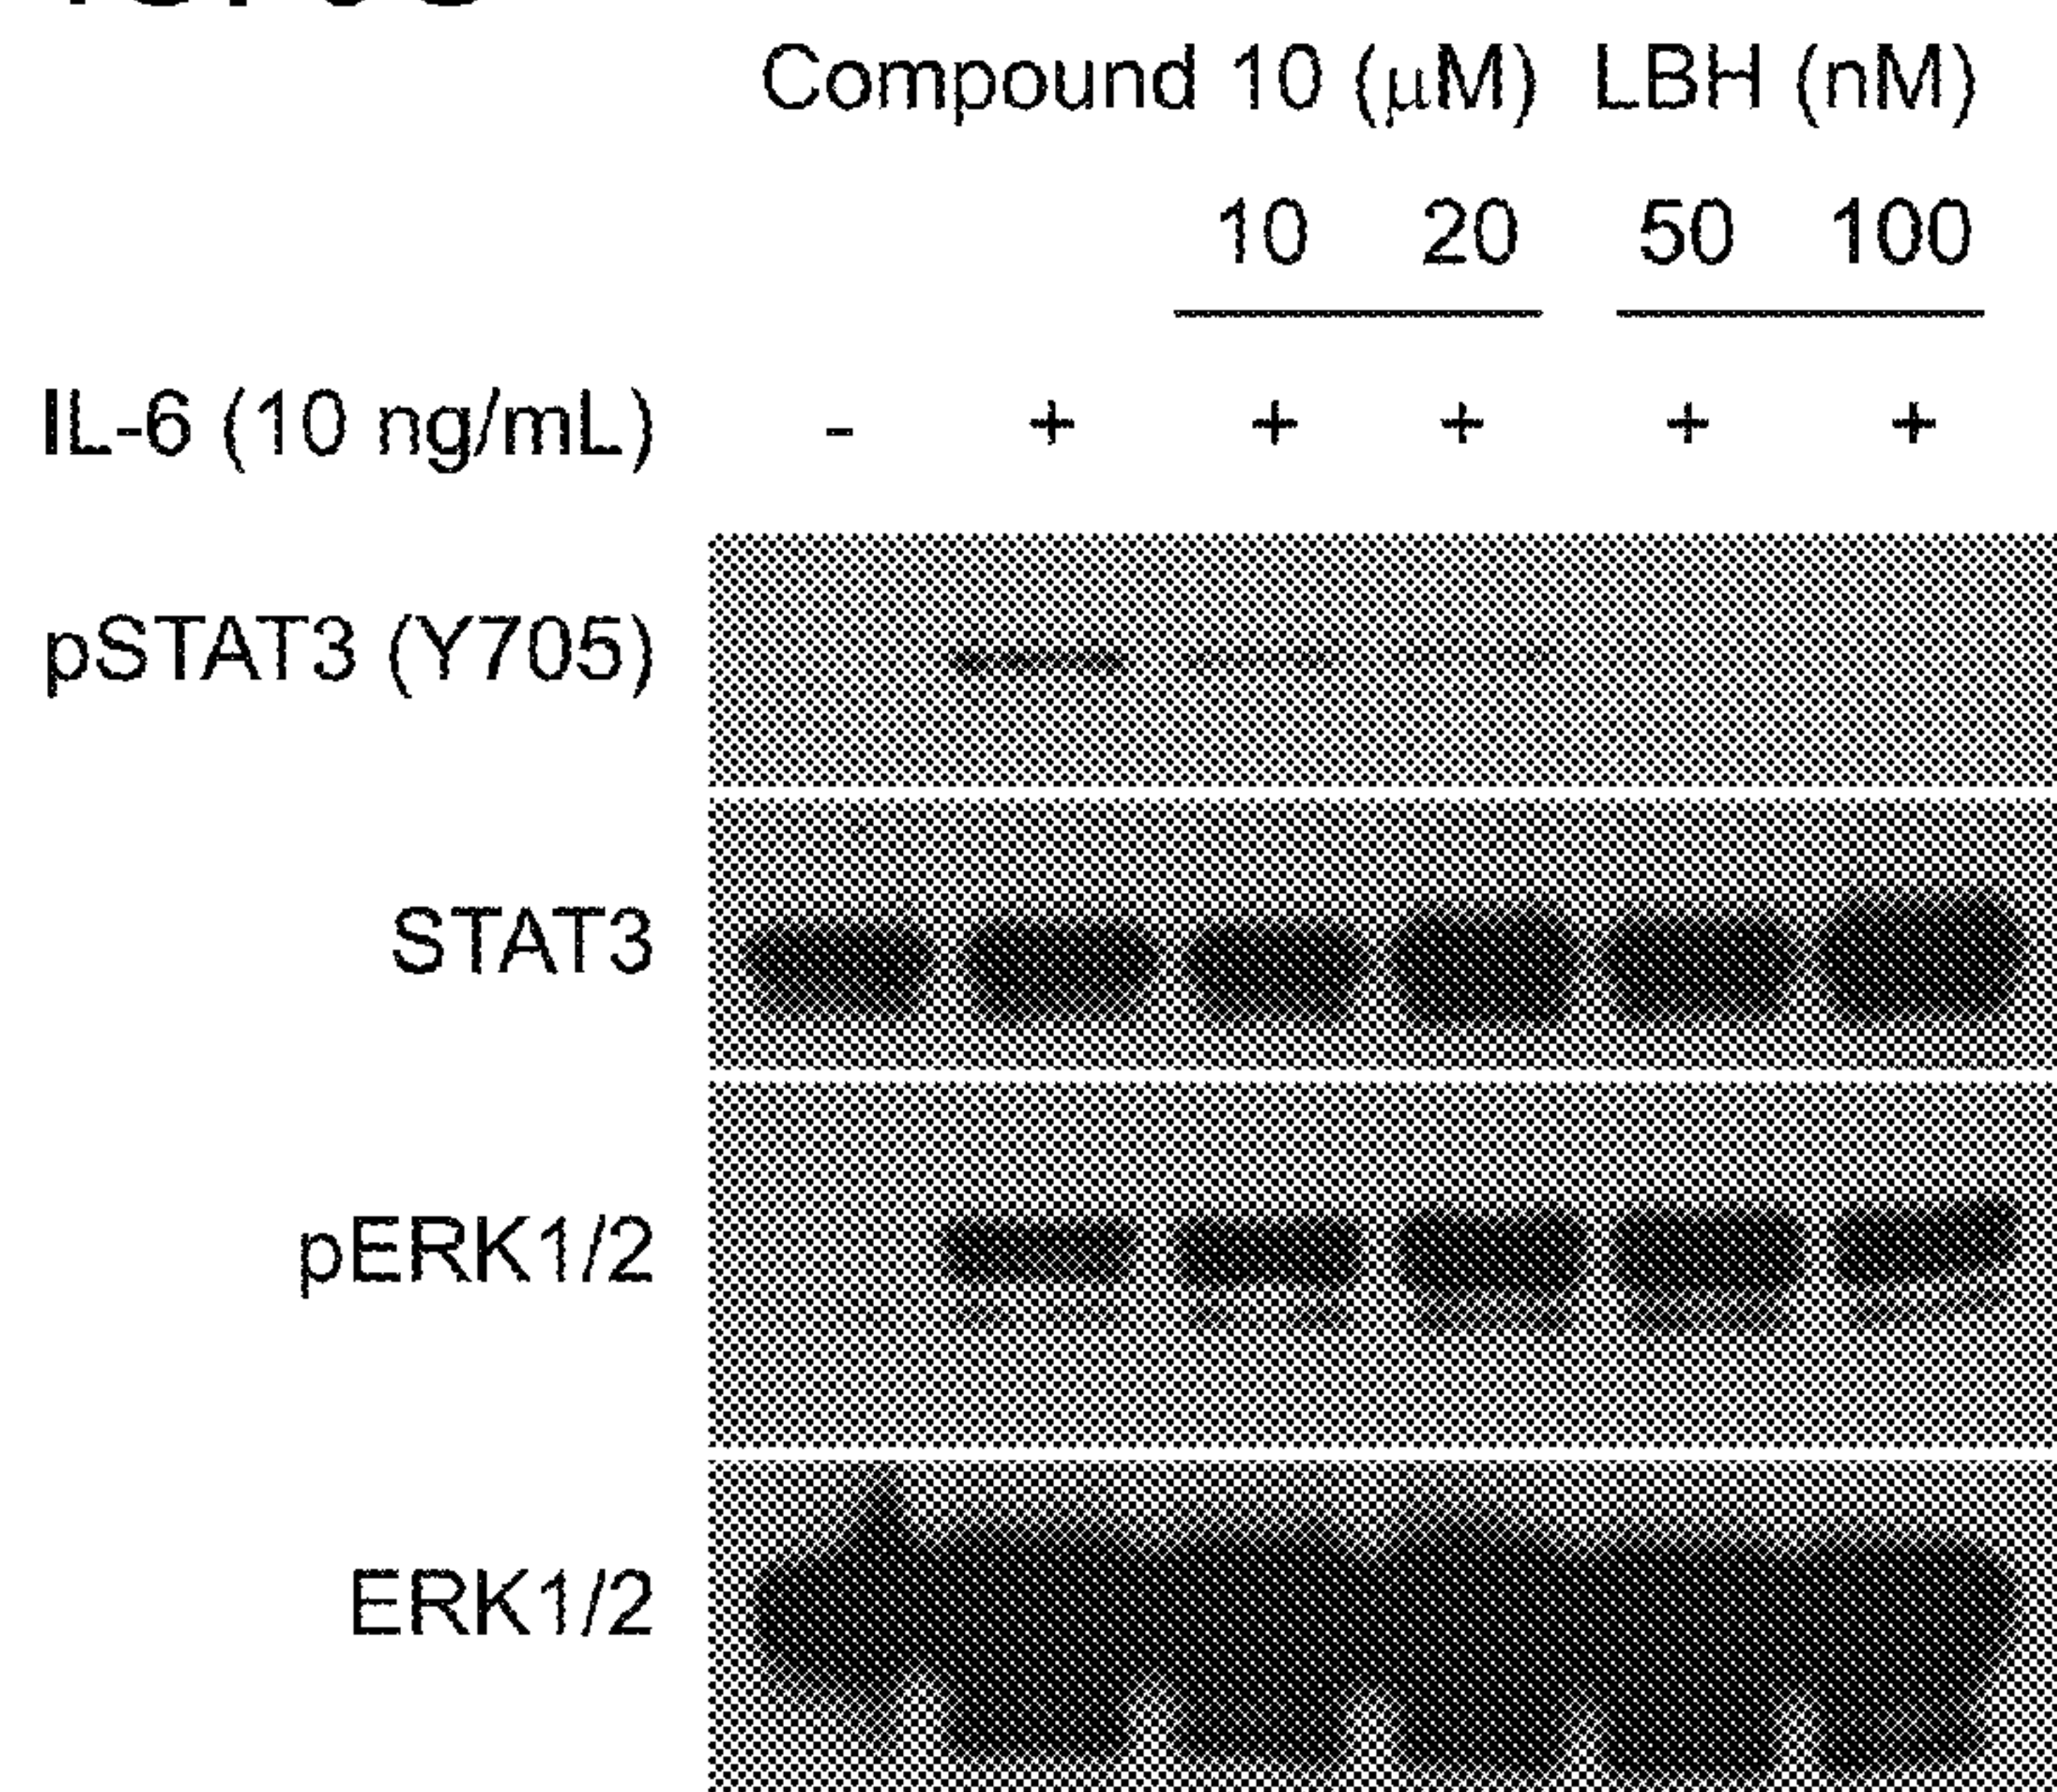 Compound 10 (μM) LBH (nM)
10 20 50 100
IL-6 (10 ng/mL) - + + + + +
pSTAT3 (Y705)
STAT3
pERK1/2
ERK1/2